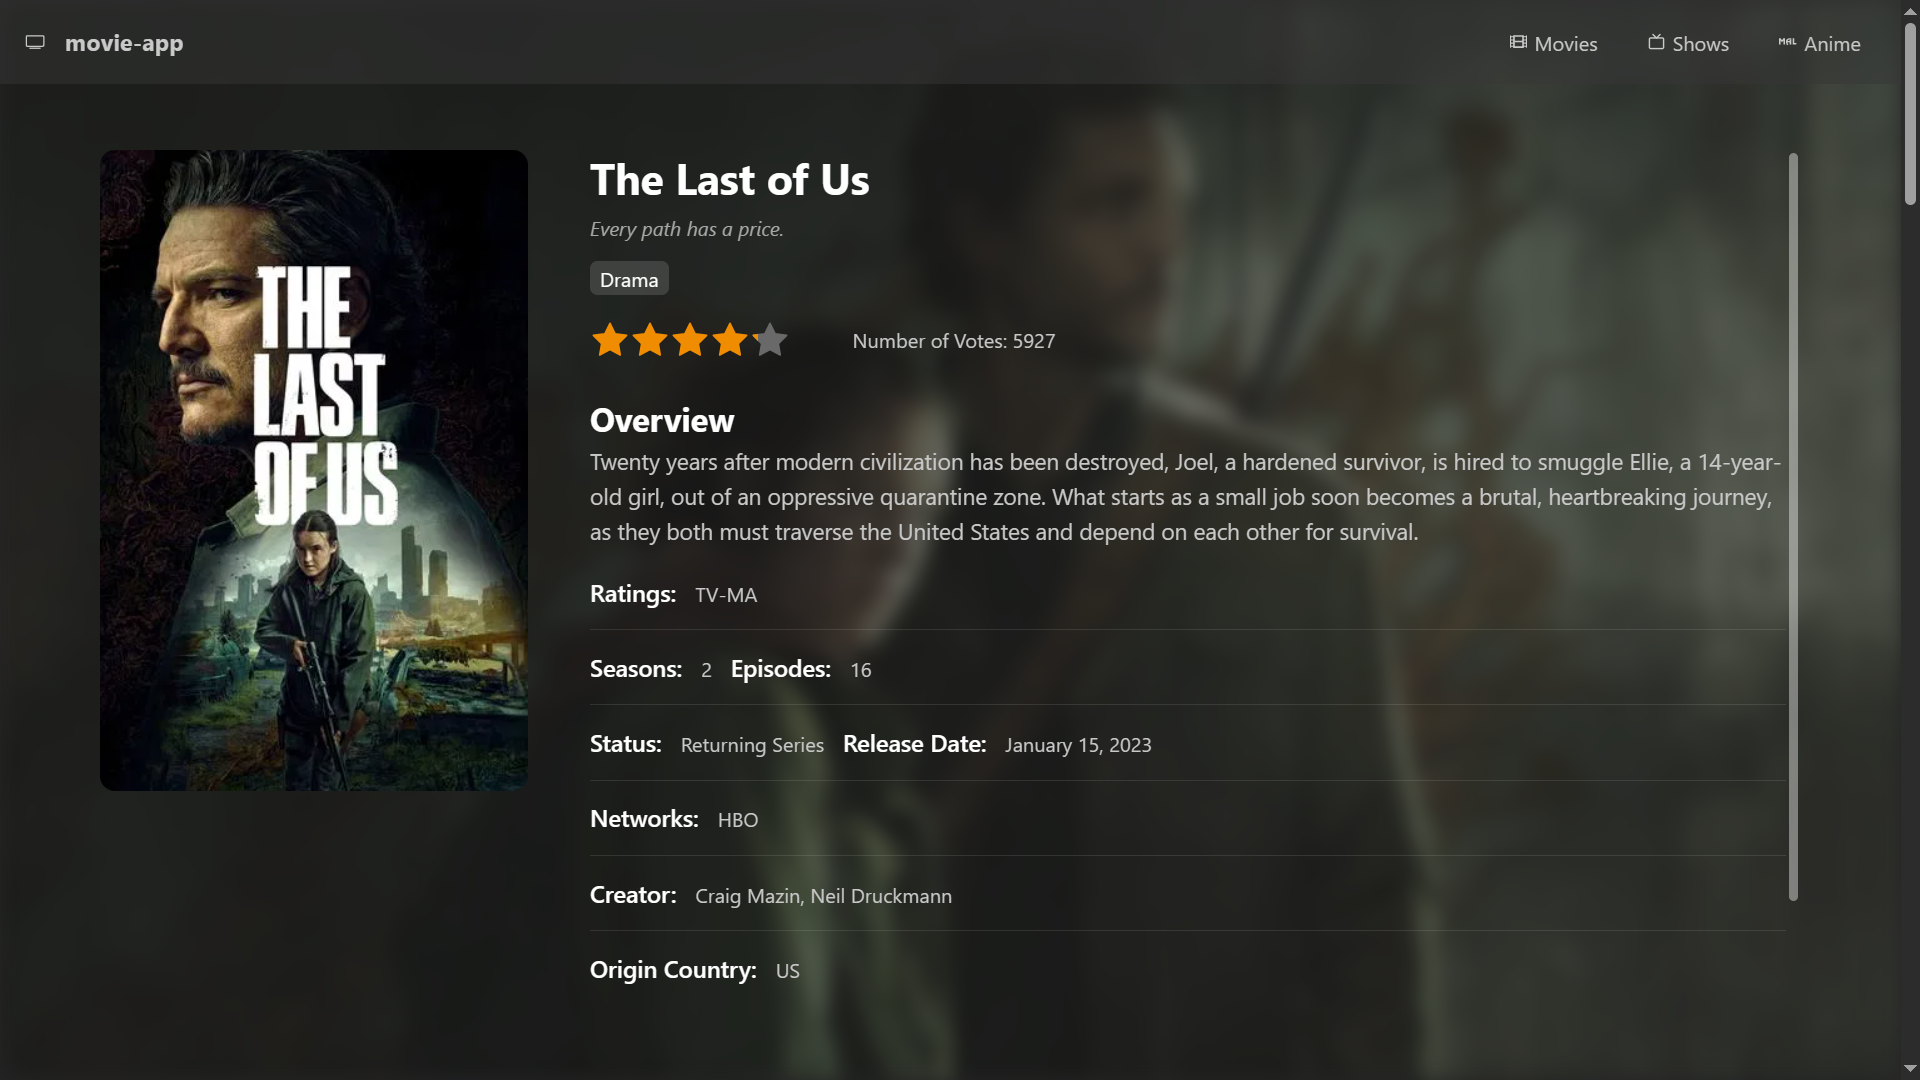 movie-app
Movies
Shows
MAL Anime
THE
LAST
OF US
The Last of Us
Every path has a price.
Drama
Number of Votes: 5927
Overview
Twenty years after modern civilization has been destroyed, Joel, a hardened survivor, is hired to smuggle Ellie, a 14-year-
old girl, out of an oppressive quarantine zone. What starts as a small job soon becomes a brutal, heartbreaking journey,
as they both must traverse the United States and depend on each other for survival.
Ratings: TV-MA
Seasons: 2 Episodes: 16
Status: Returning Series Release Date: January 15, 2023
Networks: HBO
Creator: Craig Mazin, Neil Druckmann
Origin Country: US